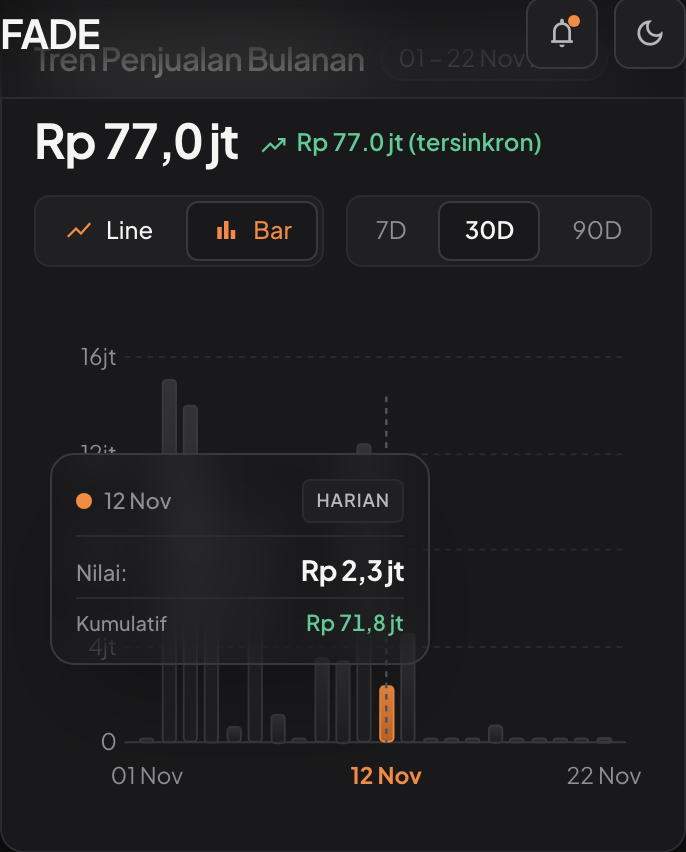 FADE
Tren Penjualan Bulanan 01 – 22 Nov
Rp 77,0 jt Rp 77.0 jt (tersinkron)
Line Bar 7D 30D 90D
16jt
12jt
12 Nov HARIAN
Nilai: Rp 2,3 jt
Kumulatif Rp 71,8 jt
4jt
0
01 Nov 12 Nov 22 Nov